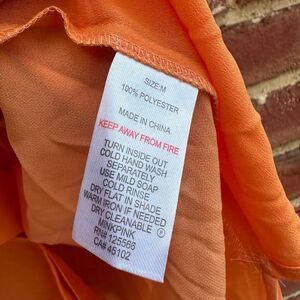 SIZE:M
100% POLYESTER
MADE IN CHINA
KEEP AWAY FROM FIRE
TURN INSIDE OUT
COLD HAND WASH
SEPARATELY
USE MILD SOAP
COLD RINSE
DRY FLAT IN SHADE
WARM IRON IF NEEDED
DRY CLEANABLE Ⓟ
MINKPINK
RN# 125566
CA# 45102